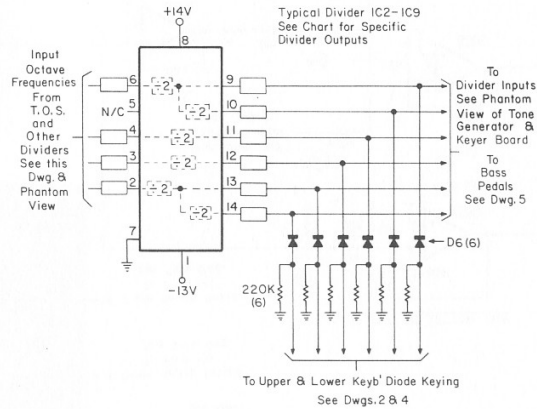 +14V
Typical Divider IC2-IC9
See Chart for Specific
Divider Outputs
8
Input
Octave
Frequencies
From
T.O.S.
and
Other
Dividers
See this
Dwg. &
Phantom
View
6
÷2
9
N/C
5
÷2
10
4
÷2
11
3
÷2
12
2
÷2
13
÷2
14
7
1
-13V
To
Divider Inputs
See Phantom
View of Tone
Generator &
Keyer Board
To
Bass
Pedals
See Dwg. 5
D6(6)
220K
(6)
To Upper & Lower Keyb' Diode Keying
See Dwgs. 2 & 4